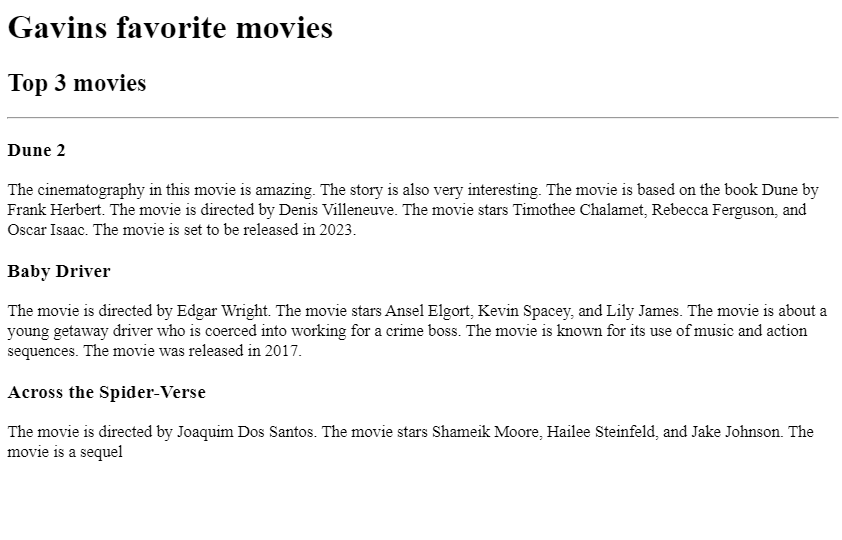 Gavins favorite movies
Top 3 movies
Dune 2
The cinematography in this movie is amazing. The story is also very interesting. The movie is based on the book Dune by
Frank Herbert. The movie is directed by Denis Villeneuve. The movie stars Timothee Chalamet, Rebecca Ferguson, and
Oscar Isaac. The movie is set to be released in 2023.
Baby Driver
The movie is directed by Edgar Wright. The movie stars Ansel Elgort, Kevin Spacey, and Lily James. The movie is about a
young getaway driver who is coerced into working for a crime boss. The movie is known for its use of music and action
sequences. The movie was released in 2017.
Across the Spider-Verse
The movie is directed by Joaquim Dos Santos. The movie stars Shameik Moore, Hailee Steinfeld, and Jake Johnson. The
movie is a sequel